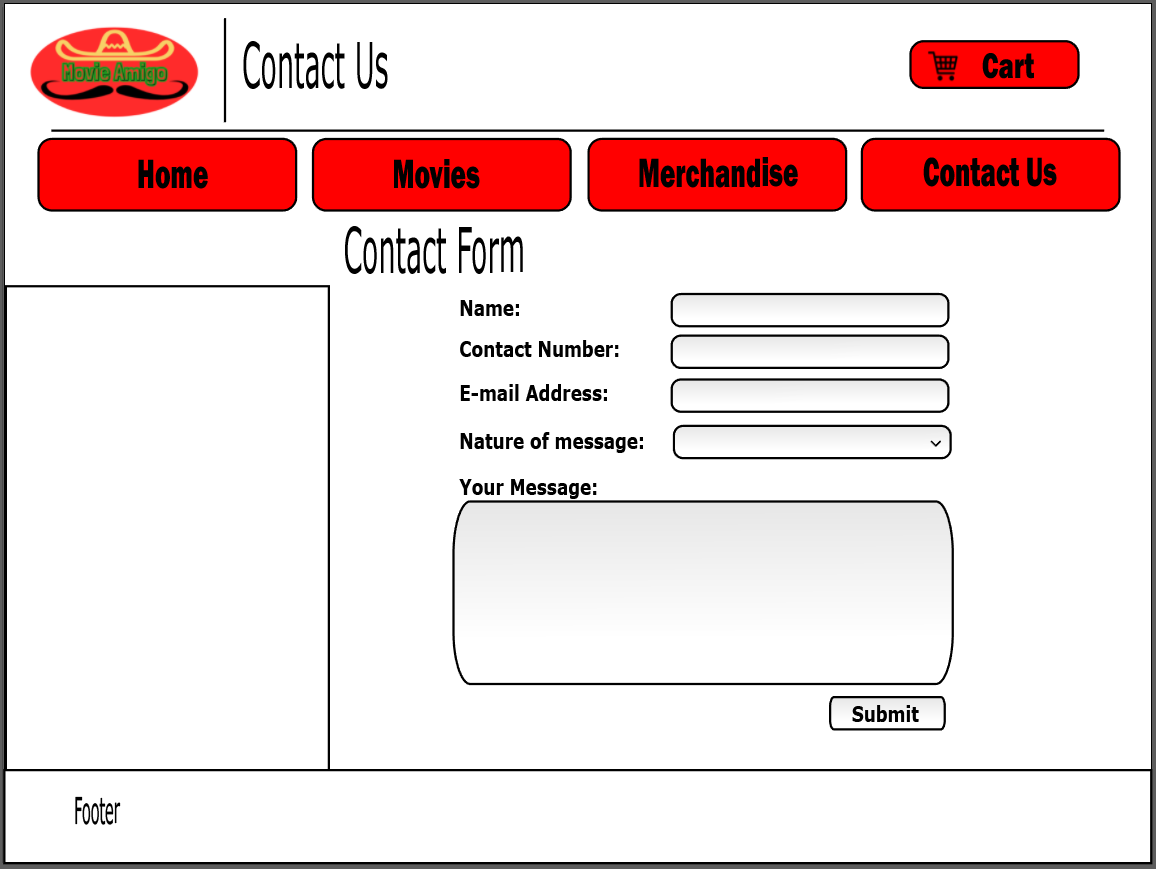 Movie Amigo
Contact Us
Cart
Home
Movies
Merchandise
Contact Us
Contact Form
Name:
Contact Number:
E-mail Address:
Nature of message:
Your Message:
Submit
Footer